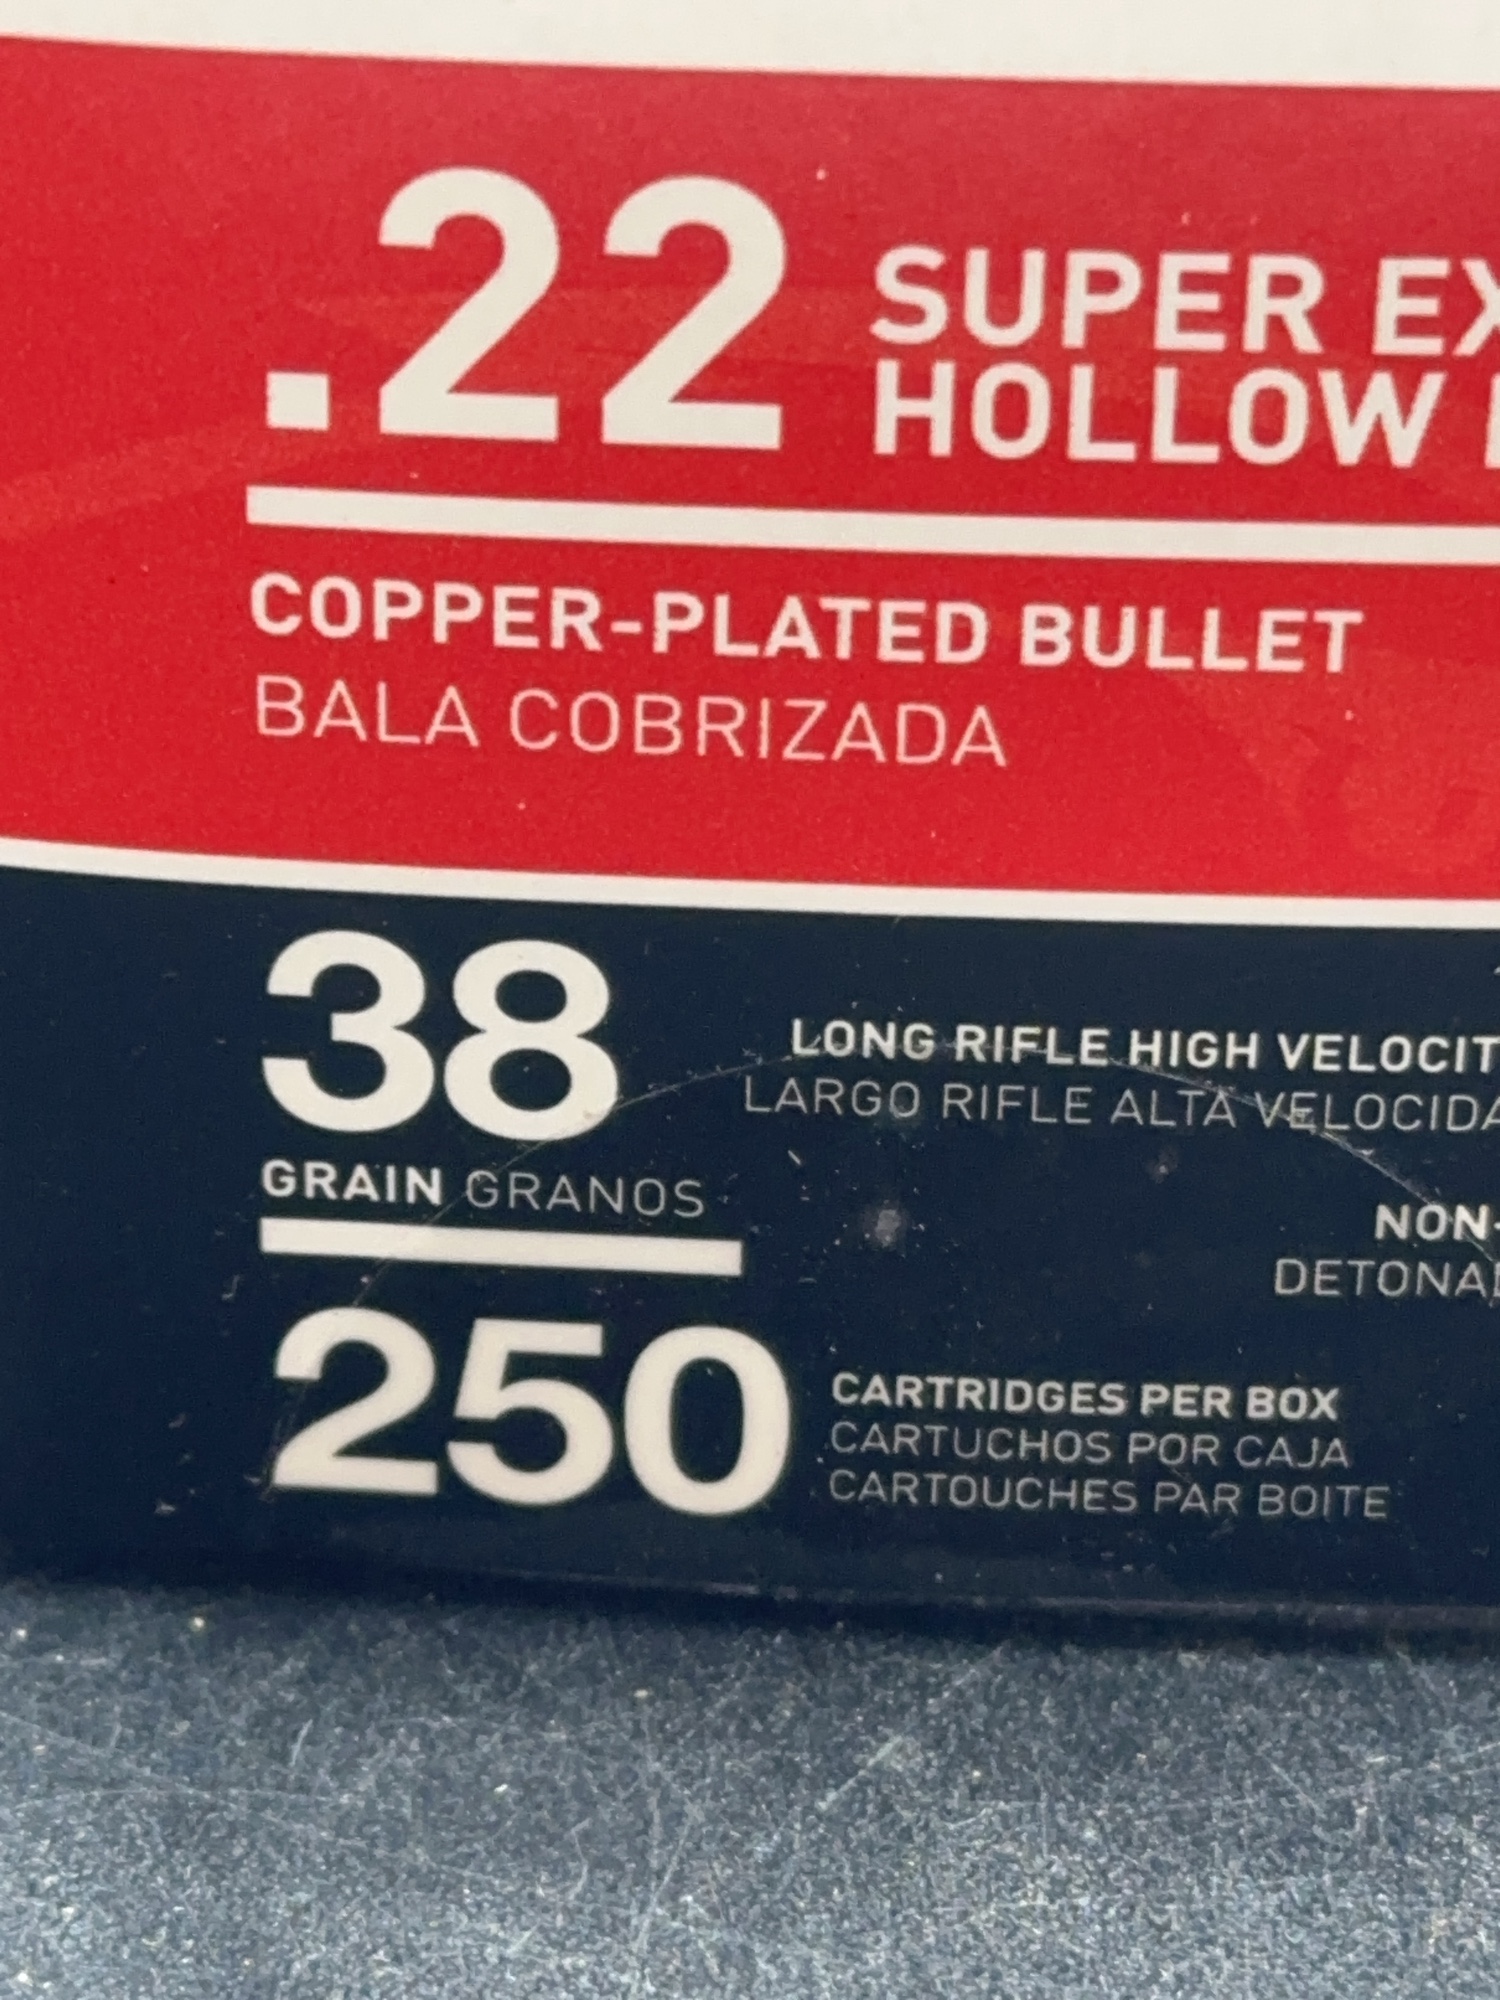 .22 SUPER EX
HOLLOW
COPPER-PLATED BULLET
BALA COBRIZADA
38
GRAIN GRANOS
LONG RIFLE HIGH VELOCIT
LARGO RIFLE ALTA VELOCIDA
NON-
DETONA
250
CARTRIDGES PER BOX
CARTUCHOS POR CAJA
CARTOUCHES PAR BOITE